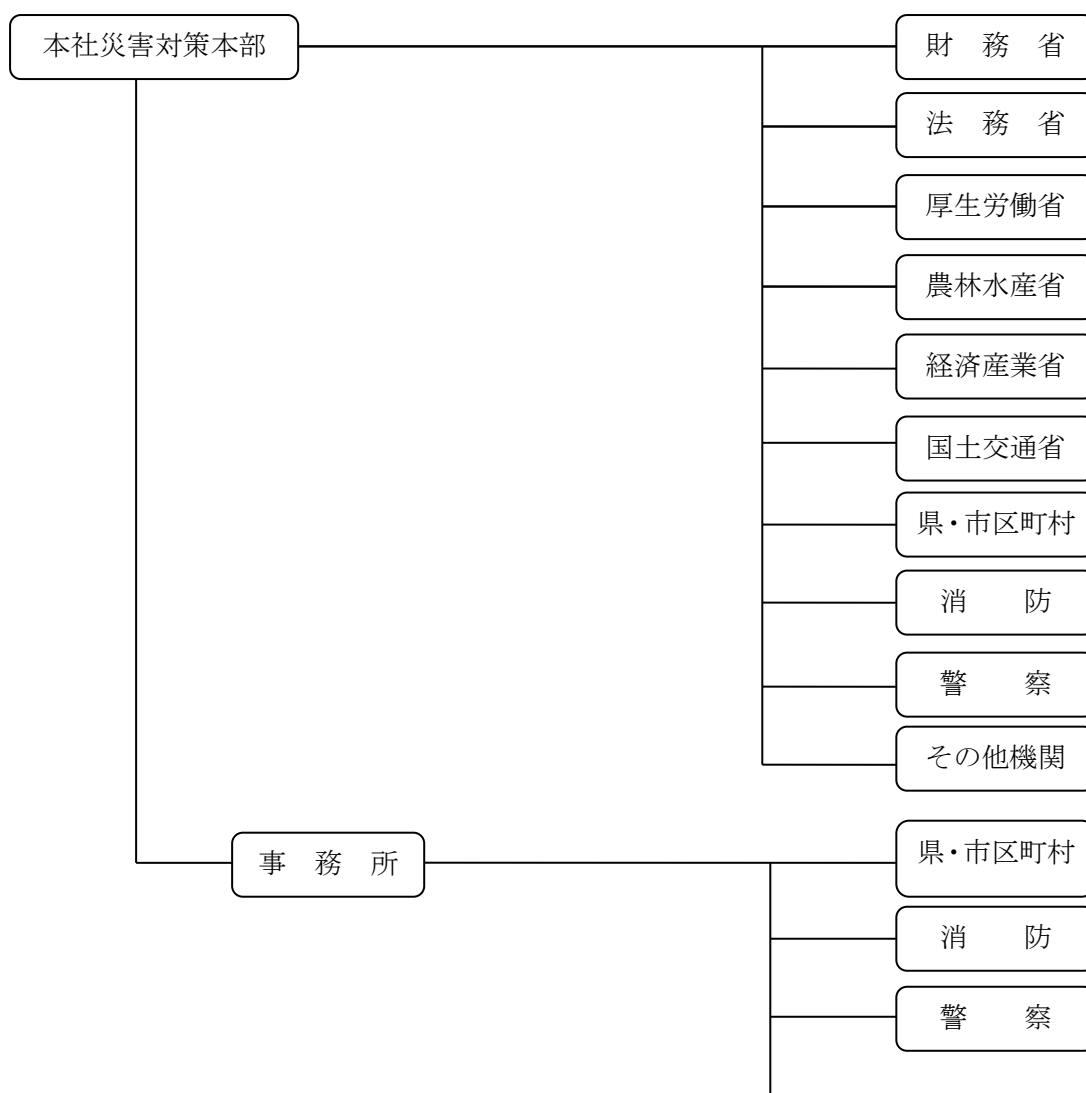 本社災害対策本部
財　務　省
法　務　省
厚生労働省
農林水産省
経済産業省
国土交通省
県・市区町村
消　　防
警　　察
その他機関
事　務　所
県・市区町村
消　　防
警　　察